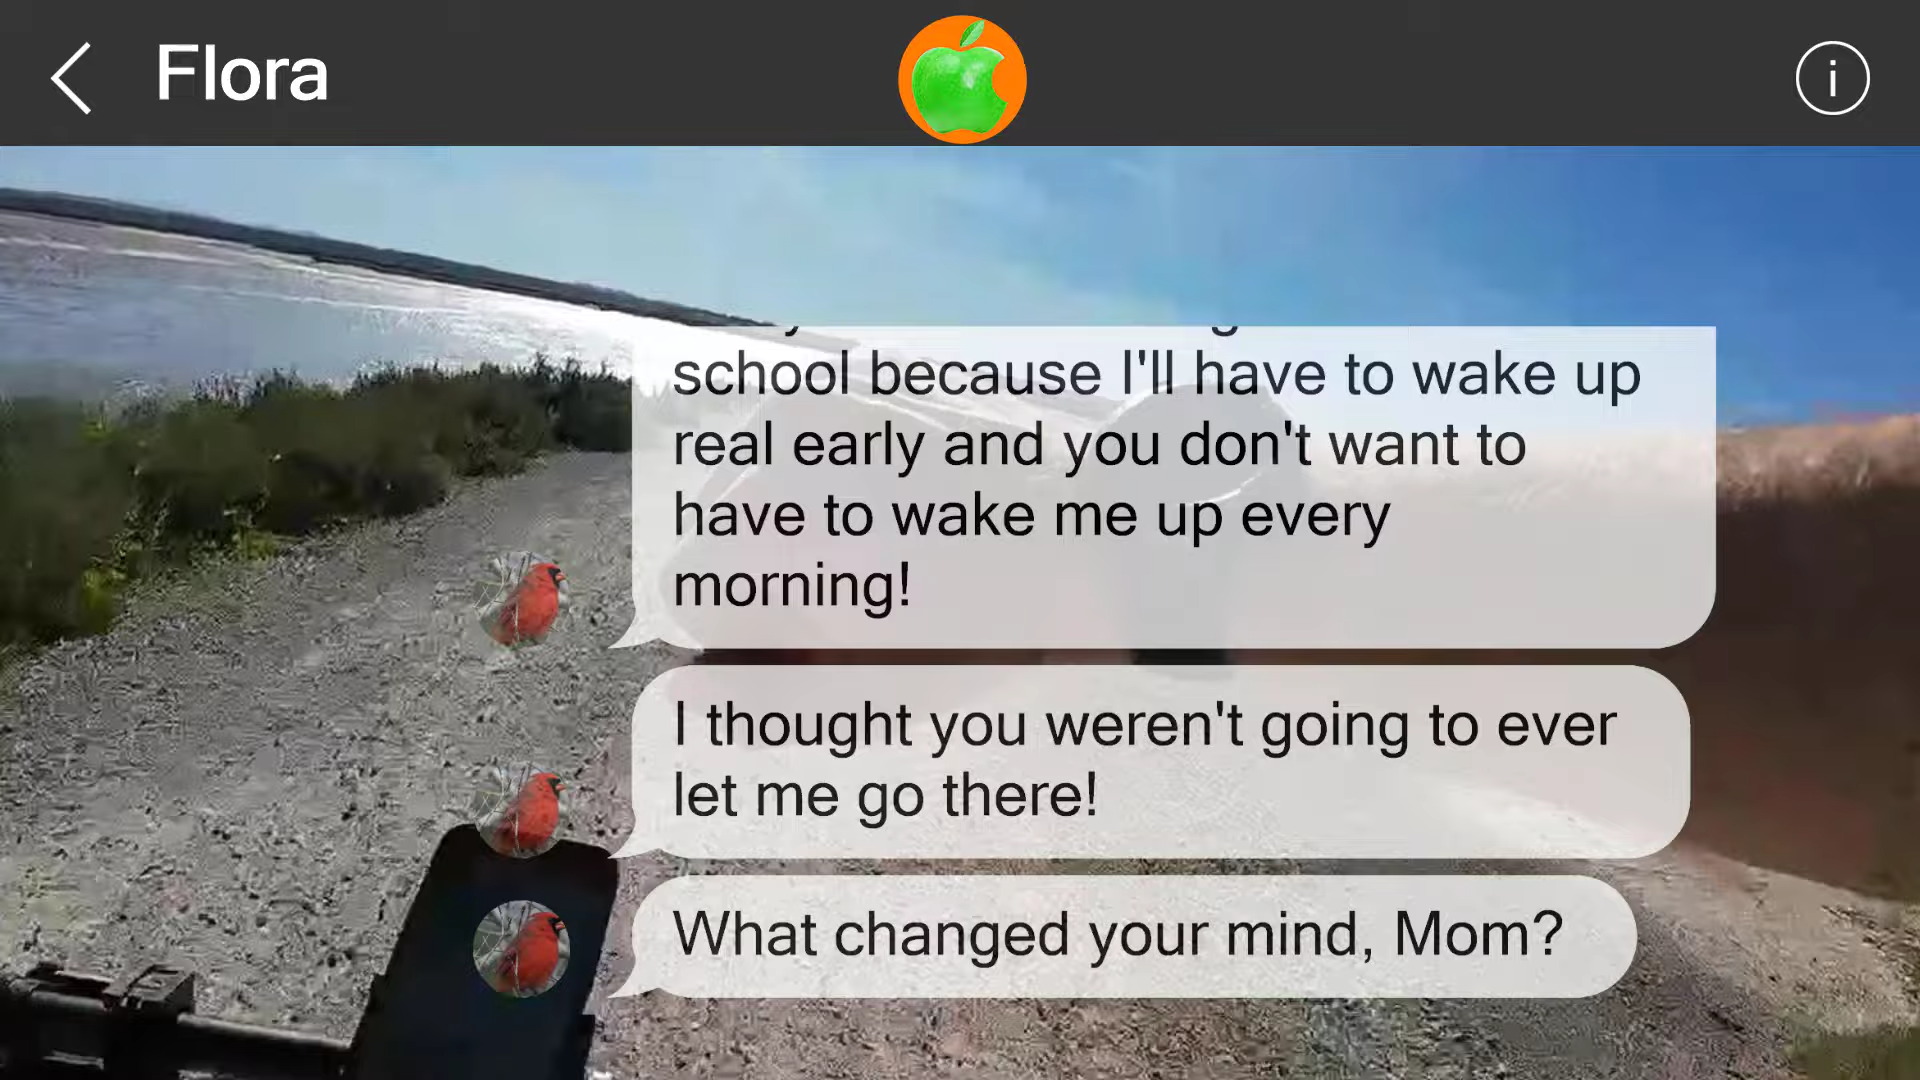 Flora
school because I'll have to wake up
real early and you don't want to
have to wake me up every
morning!
I thought you weren't going to ever
let me go there!
What changed your mind, Mom?